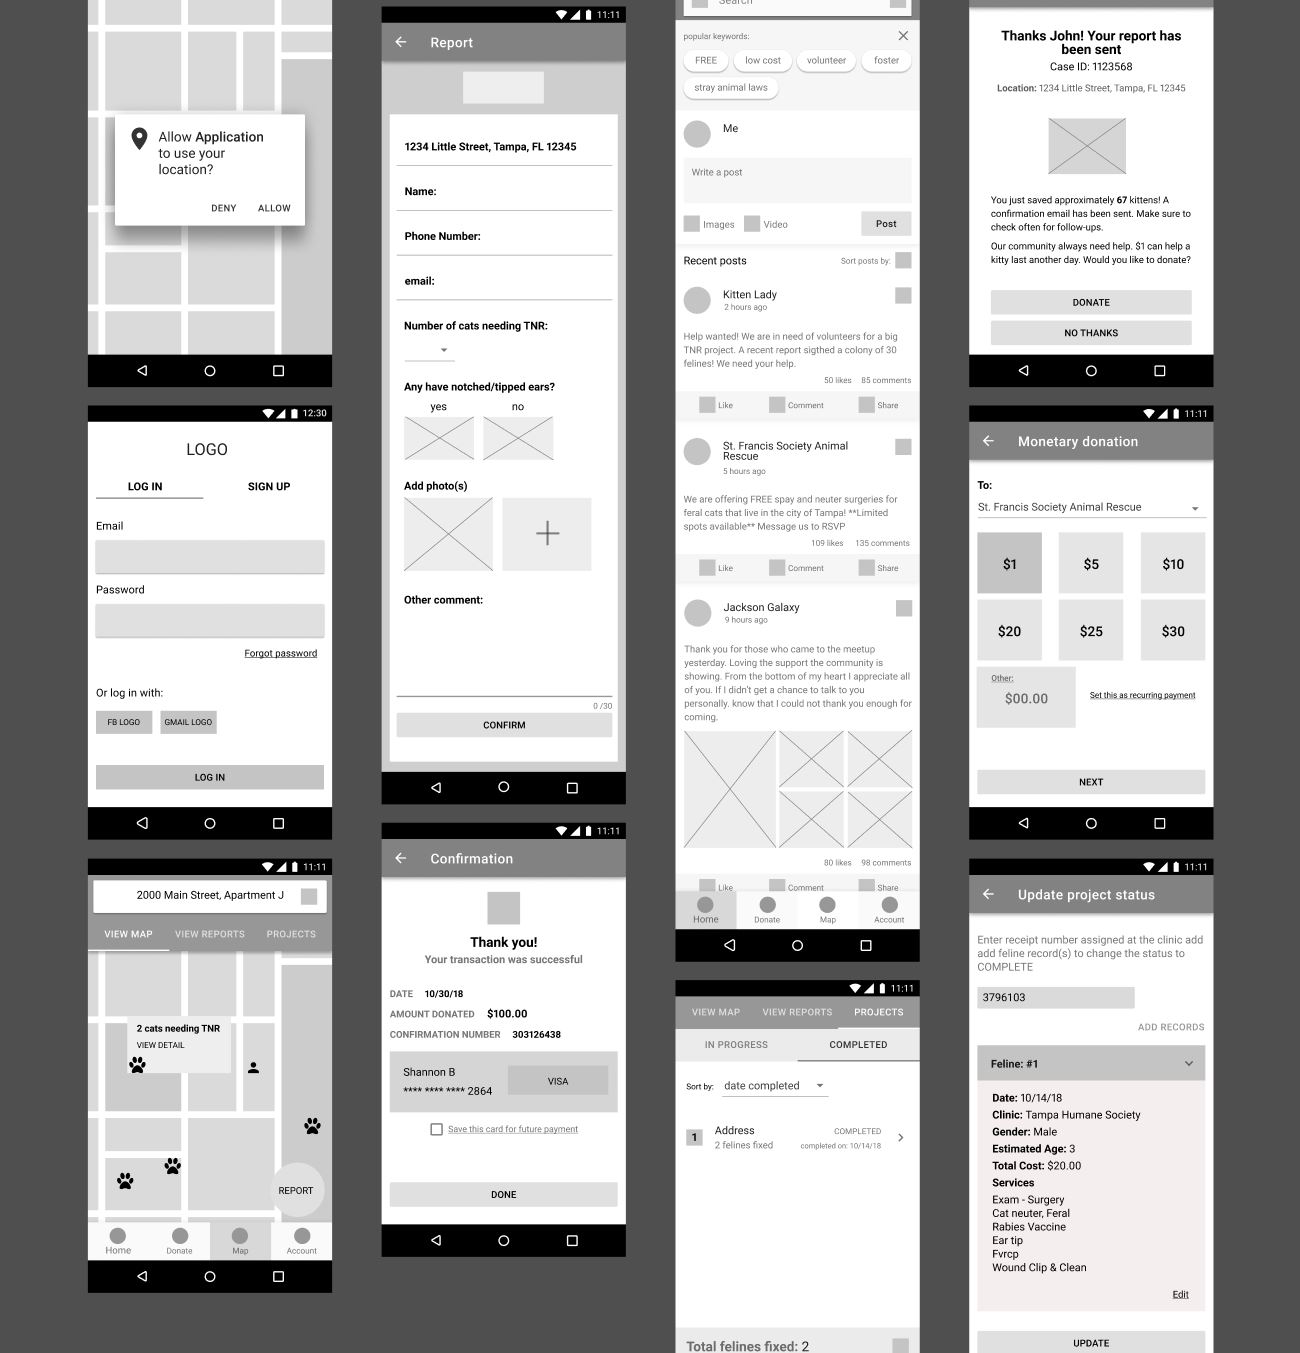 Allow Application
to use your
location?
DENY ALLOW
12:30
LOGO
LOG IN SIGN UP
Email
Password
Forgot password
Or log in with:
FB LOGO GMAIL LOGO
LOG IN
11:11
2000 Main Street, Apartment J
VIEW MAP VIEW REPORTS PROJECTS
2 cats needing TNR
VIEW DETAIL
REPORT
Home Donate Map Account
11:11
Report
1234 Little Street, Tampa, FL 12345
Name:
Phone Number:
email:
Number of cats needing TNR:
Any have notched/tipped ears?
yes no
Add photo(s)
Other comment:
0 /30
CONFIRM
11:11
Confirmation
Thank you!
Your transaction was successful
DATE 10/30/18
AMOUNT DONATED $100.00
CONFIRMATION NUMBER 303126438
Shannon B
**** **** **** 2864
VISA
Save this card for future payment
DONE
Search
popular keywords:
FREE low cost volunteer foster
stray animal laws
Me
Write a post
Images Video Post
Recent posts Sort posts by:
Kitten Lady
2 hours ago
Help wanted! We are in need of volunteers for a big
TNR project. A recent report sigthed a colony of 30
felines! We need your help.
50 likes 85 comments
Like Comment Share
St. Francis Society Animal
Rescue
5 hours ago
We are offering FREE spay and neuter surgeries for
feral cats that live in the city of Tampa! **Limited
spots available** Message us to RSVP
109 likes 135 comments
Like Comment Share
Jackson Galaxy
9 hours ago
Thank you for those who came to the meetup
yesterday. Loving the support the community is
showing. From the bottom of my heart I appreciate all
of you. If I didn't get a chance to talk to you
personally. know that I could not thank you enough for
coming.
80 likes 98 comments
Like Comment Share
Home Donate Map Account
11:11
VIEW MAP VIEW REPORTS PROJECTS
IN PROGRESS COMPLETED
Sort by: date completed
1 Address COMPLETED
2 felines fixed completed on: 10/14/18
Total felines fixed: 2
Thanks John! Your report has
been sent
Case ID: 1123568
Location: 1234 Little Street, Tampa, FL 12345
You just saved approximately 67 kittens! A
confirmation email has been sent. Make sure to
check often for follow-ups.
Our community always need help. $1 can help a
kitty last another day. Would you like to donate?
DONATE
NO THANKS
11:11
Monetary donation
To:
St. Francis Society Animal Rescue
$1 $5 $10
$20 $25 $30
Other:
$00.00
Set this as recurring payment
NEXT
11:11
Update project status
Enter receipt number assigned at the clinic add
add feline record(s) to change the status to
COMPLETE
3796103
ADD RECORDS
Feline: #1
Date: 10/14/18
Clinic: Tampa Humane Society
Gender: Male
Estimated Age: 3
Total Cost: $20.00
Services
Exam - Surgery
Cat neuter, Feral
Rabies Vaccine
Ear tip
Fvrcp
Wound Clip & Clean
Edit
UPDATE